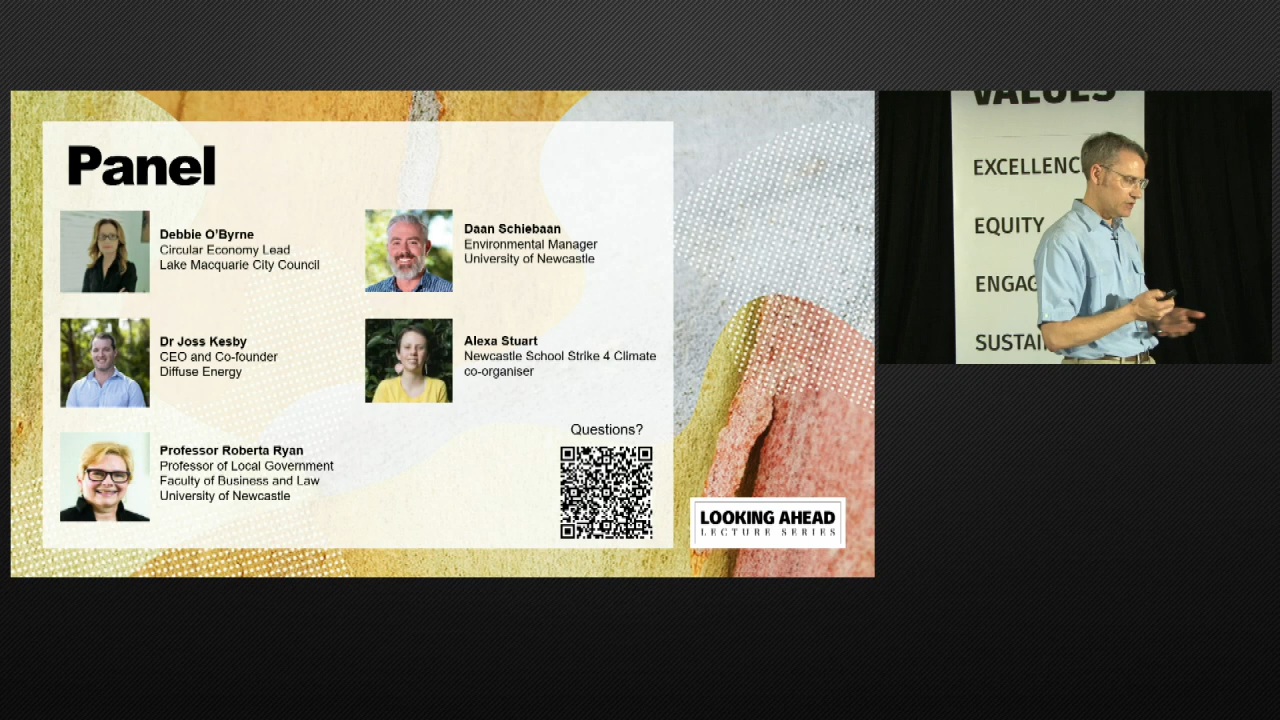 Panel
Debbie O'Byrne
Circular Economy Lead
Lake Macquarie City Council
Dr Joss Kesby
CEO and Co-founder
Diffuse Energy
Professor Roberta Ryan
Professor of Local Government
Faculty of Business and Law
University of Newcastle
Daan Schiebaan
Environmental Manager
University of Newcastle
Alexa Stuart
Newcastle School Strike 4 Climate
co-organiser
Questions?
LOOKING AHEAD
LECTURE SERIES
VALUES
EXCELLENC
EQUITY
ENGAG
SUSTAI